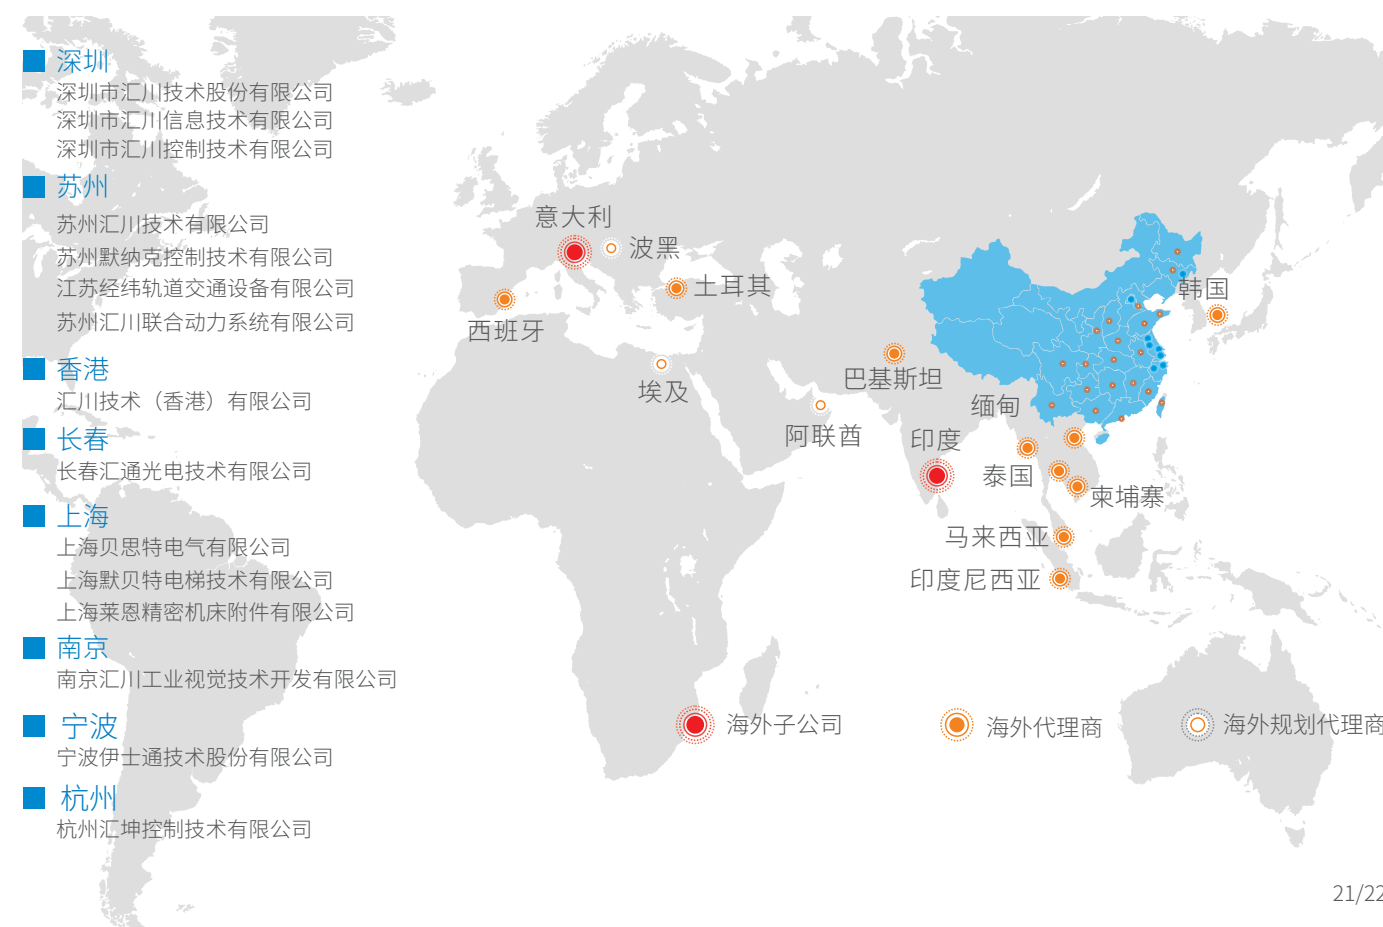 深圳
深圳市汇川技术股份有限公司
深圳市汇川信息技术有限公司
深圳市汇川控制技术有限公司
苏州
苏州汇川技术有限公司
苏州默纳克控制技术有限公司
江苏经纬轨道交通设备有限公司
苏州汇川联合动力系统有限公司
香港
汇川技术（香港）有限公司
长春
长春汇通光电技术有限公司
上海
上海贝思特电气有限公司
上海默贝特电梯技术有限公司
上海莱恩精密机床附件有限公司
南京
南京汇川工业视觉技术开发有限公司
宁波
宁波伊士通技术股份有限公司
杭州
杭州汇坤控制技术有限公司
意大利
波黑
土耳其
西班牙
埃及
韩国
巴基斯坦
缅甸
阿联酋
印度
泰国
柬埔寨
马来西亚
印度尼西亚
海外子公司
海外代理商
海外规划代理商
21/22